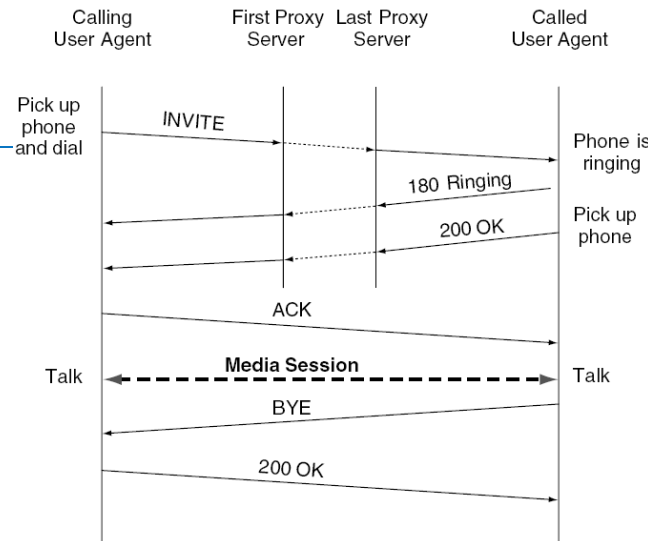 Calling
User Agent
First Proxy
Server
Last Proxy
Server
Called
User Agent
Pick up
phone
and dial
INVITE
Phone is
ringing
180 Ringing
Pick up
phone
200 OK
ACK
Media Session
Talk
Talk
BYE
200 OK